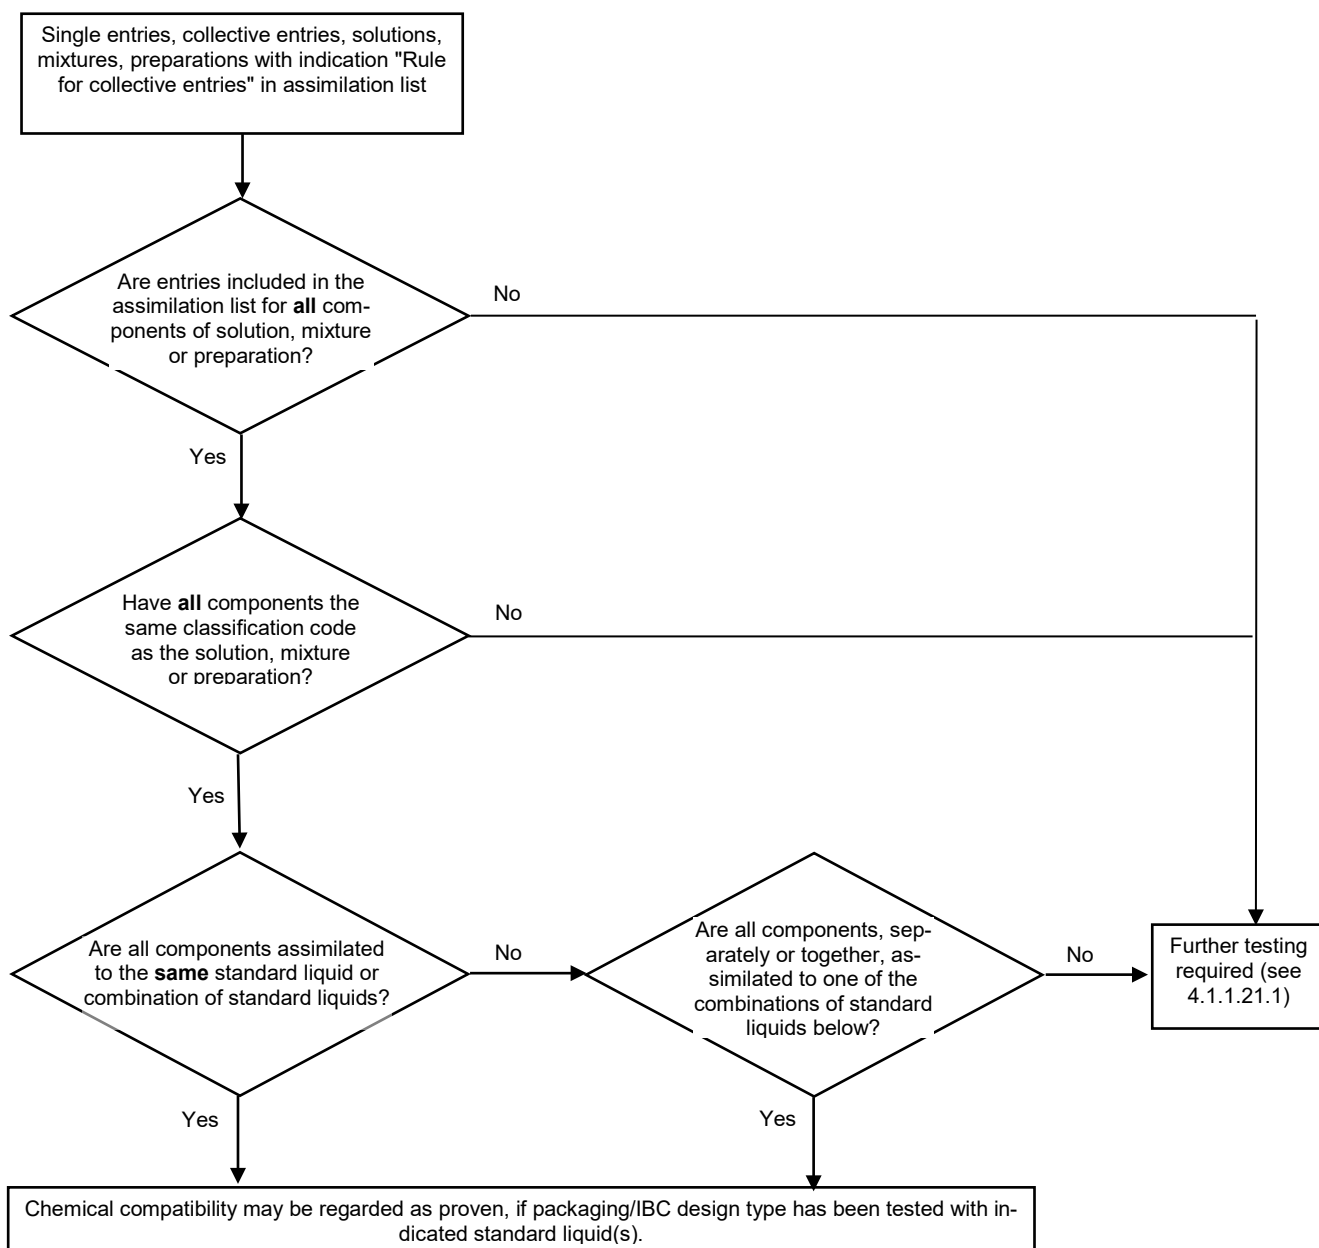 Single entries, collective entries, solutions,
mixtures, preparations with indication "Rule
for collective entries" in assimilation list
Are entries included in the
assimilation list for all com-
ponents of solution, mixture
or preparation?
No
Yes
Have all components the
same classification code
as the solution, mixture
or preparation?
No
Yes
Are all components assimilated
to the same standard liquid or
combination of standard liquids?
No
Are all components, sep-
arately or together, as-
similated to one of the
combinations of standard
liquids below?
No
Further testing
required (see
4.1.1.21.1)
Yes
Yes
Chemical compatibility may be regarded as proven, if packaging/IBC design type has been tested with in-
dicated standard liquid(s).